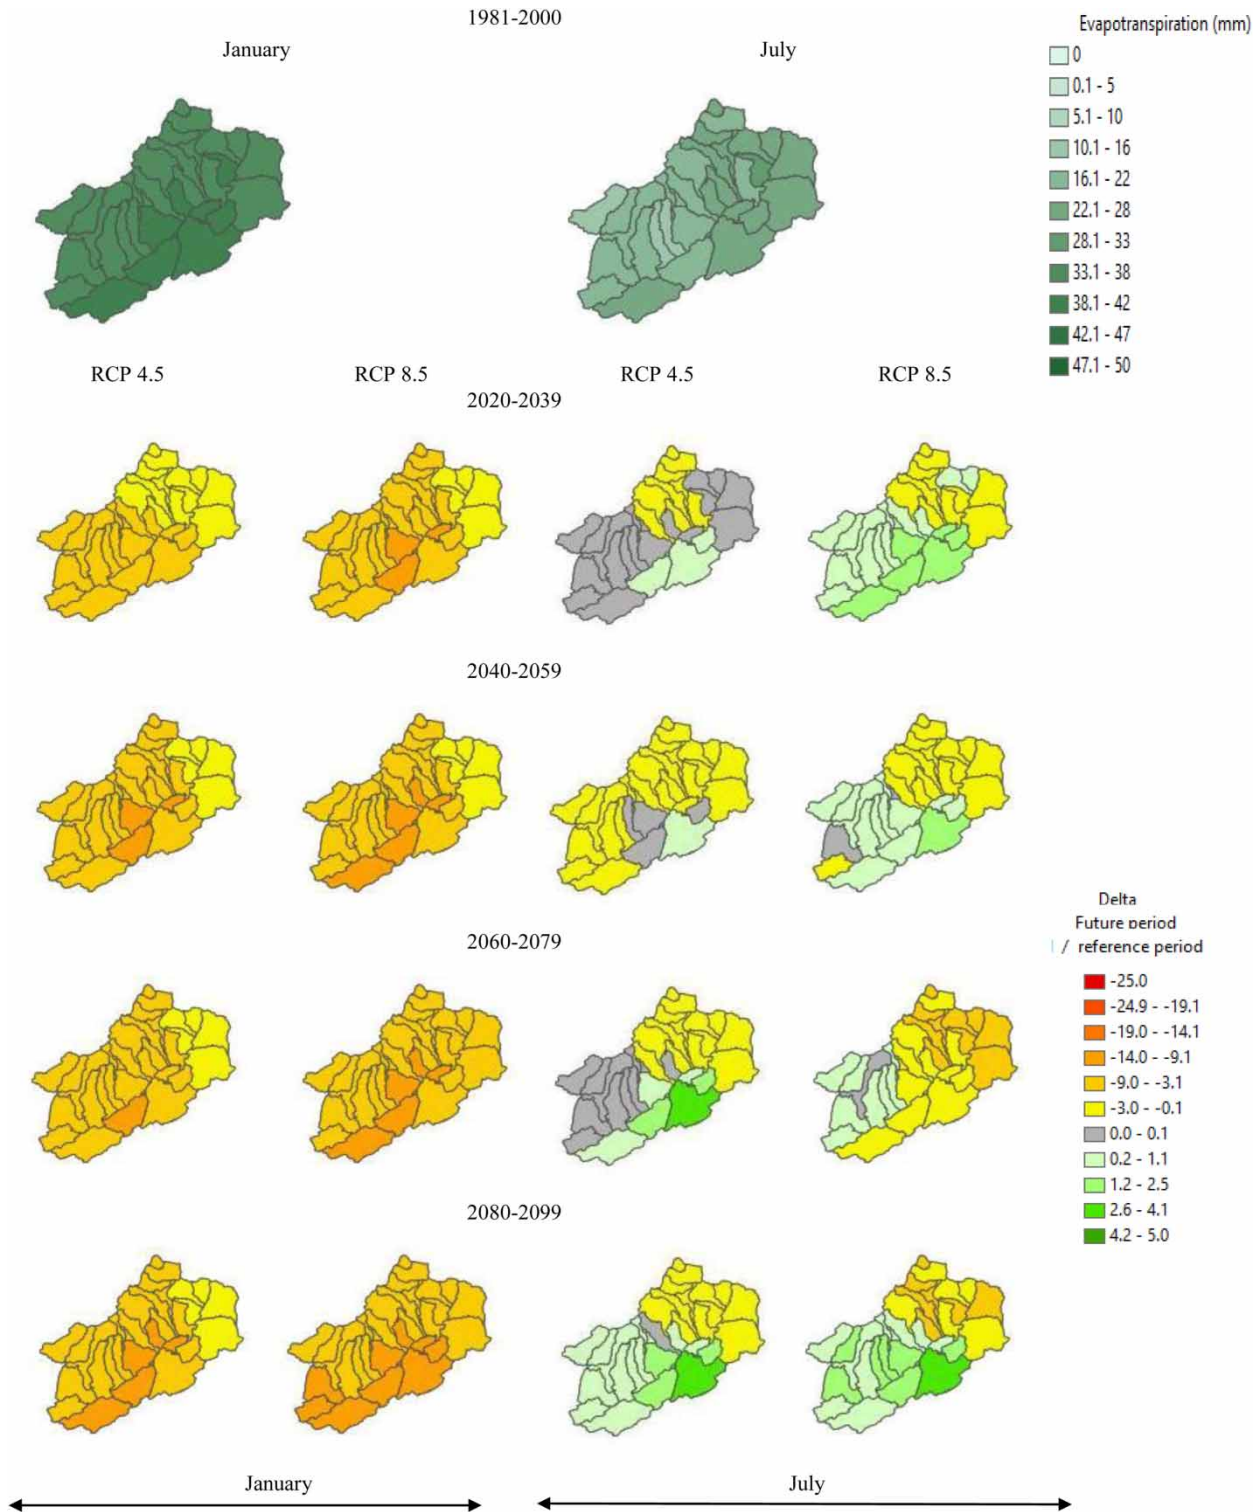 1981-2000
January
July
Evapotranspiration (mm)
0
0.1 - 5
5.1 - 10
10.1 - 16
16.1 - 22
22.1 - 28
28.1 - 33
33.1 - 38
38.1 - 42
42.1 - 47
47.1 - 50
RCP 4.5
RCP 8.5
RCP 4.5
RCP 8.5
2020-2039
2040-2059
2060-2079
2080-2099
Delta
Future period
/ reference period
-25.0
-24.9 - -19.1
-19.0 - -14.1
-14.0 - -9.1
-9.0 - -3.1
-3.0 - -0.1
0.0 - 0.1
0.2 - 1.1
1.2 - 2.5
2.6 - 4.1
4.2 - 5.0
January
July